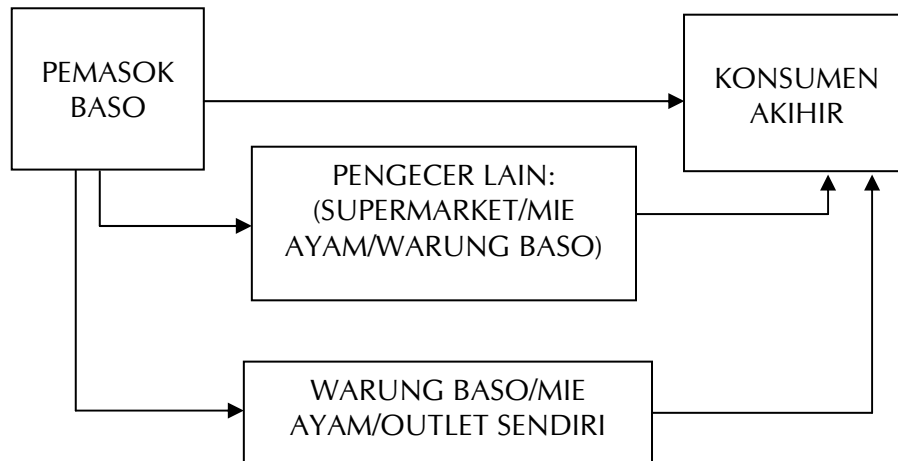 PEMASOK
BASO
KONSUMEN
AKIHIR
PENGECER LAIN:
(SUPERMARKET/MIE
AYAM/WARUNG BASO)
WARUNG BASO/MIE
AYAM/OUTLET SENDIRI